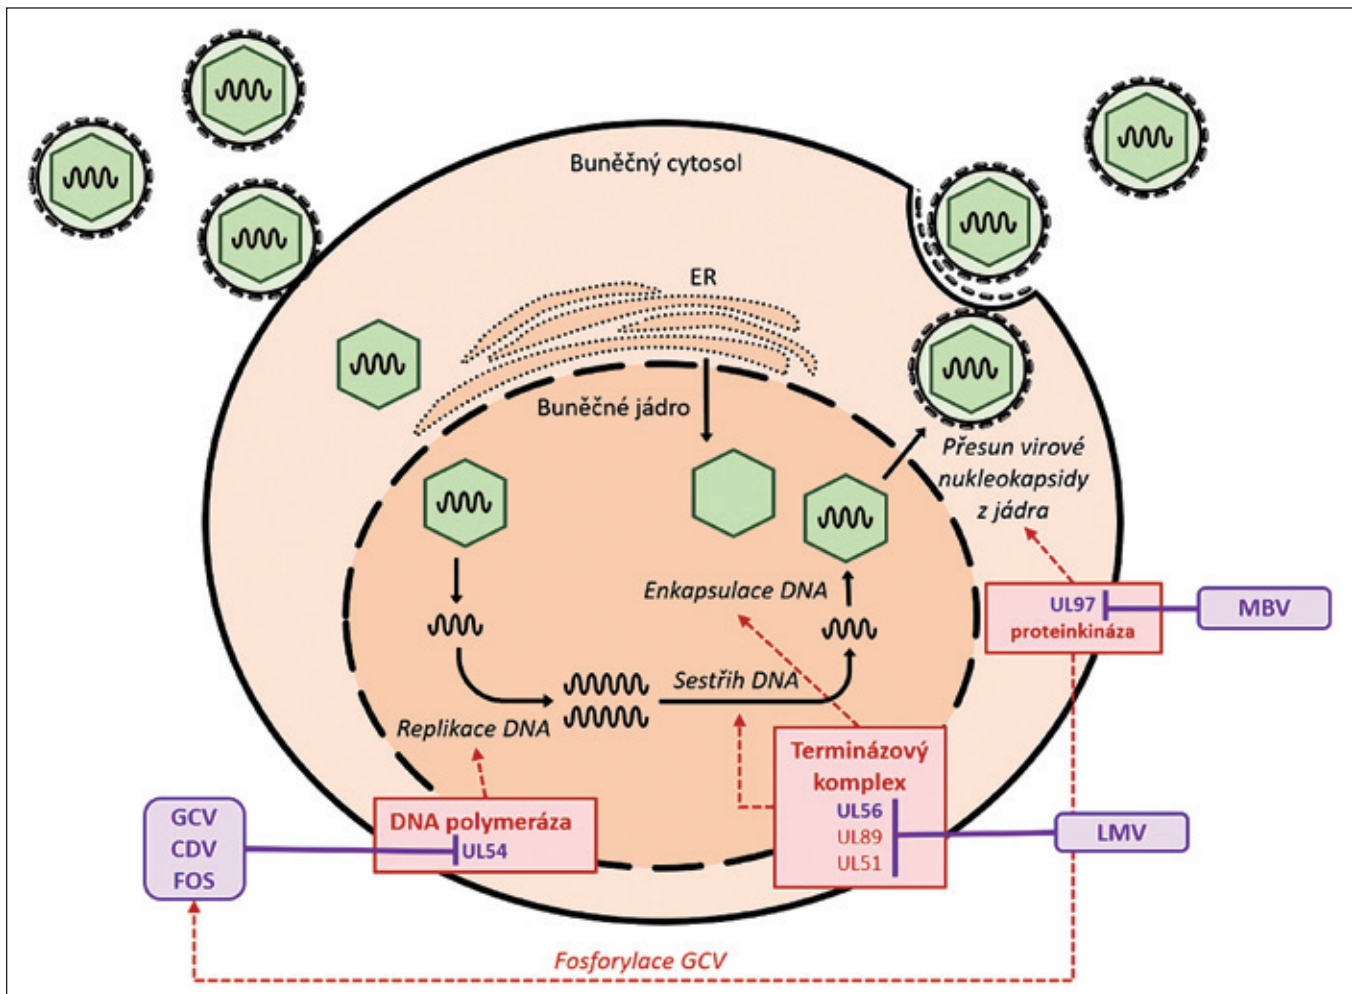 Buněčný cytosol
ER
Buněčné jádro
Přesun virové
nukleokapsidy
z jádra
Enkapsulace DNA
UL97
proteinkináza
MBV
Sestřih DNA
Replikace DNA
Terminázový
komplex
UL56
UL89
UL51
DNA polymeráza
UL54
GCV
CDV
FOS
LMV
Fosforylace GCV